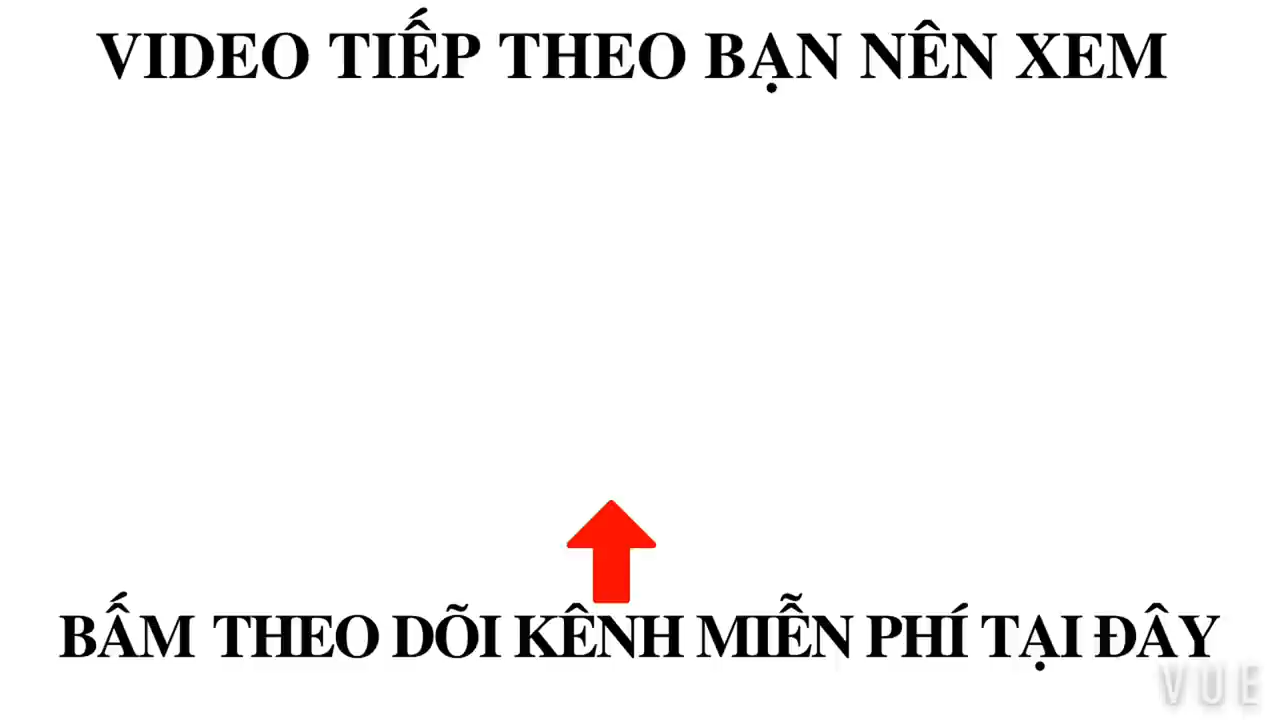 VIDEO TIẾP THEO BẠN NÊN XEM
BẤM THEO DÕI KÊNH MIỄN PHÍ TẠI ĐÂY
VUE